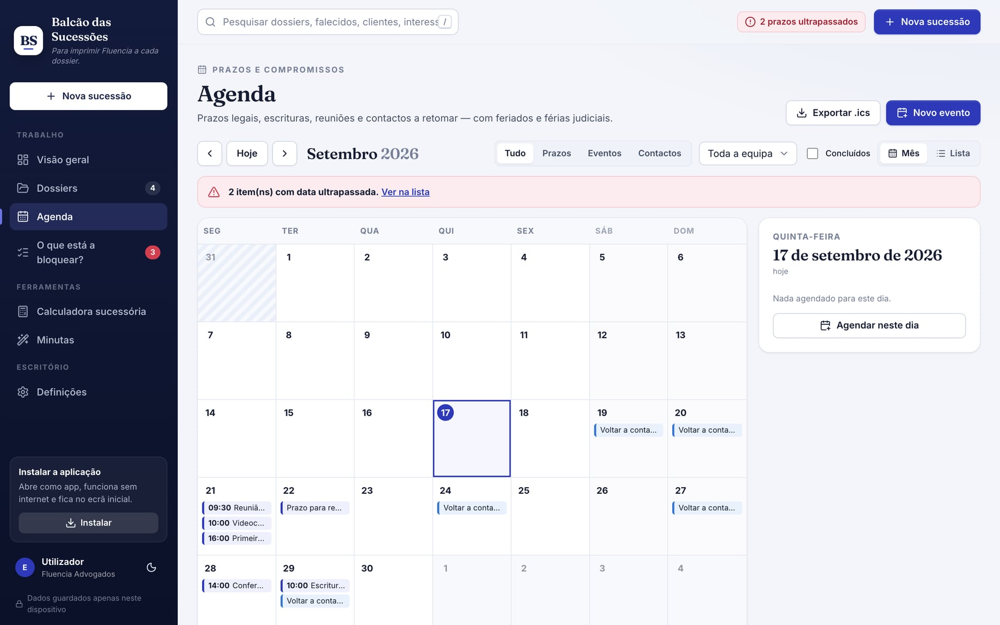 BS
Balcão das
Sucessões
Para imprimir Fluencia a cada
dossier.
Nova sucessão
TRABALHO
Visão geral
Dossiers 4
Agenda
O que está a
bloquear? 3
FERRAMENTAS
Calculadora sucessória
Minutas
ESCRITÓRIO
Definições
Instalar a aplicação
Abre como app, funciona sem
internet e fica no ecrã inicial.
Instalar
E
Utilizador
Fluencia Advogados
Dados guardados apenas neste
dispositivo
Pesquisar dossiers, falecidos, clientes, interess /
2 prazos ultrapassados
Nova sucessão
PRAZOS E COMPROMISSOS
Agenda
Prazos legais, escrituras, reuniões e contactos a retomar — com feriados e férias judiciais.
Exportar .ics
Novo evento
Hoje
Setembro 2026
Tudo Prazos Eventos Contactos
Toda a equipa
Concluídos
Mês Lista
2 item(ns) com data ultrapassada. Ver na lista
SEG TER QUA QUI SEX SÁB DOM
31 1 2 3 4 5 6
7 8 9 10 11 12 13
14 15 16 17 18 19 20
Voltar a conta... Voltar a conta...
21 22 23 24 25 26 27
09:30 Reuniã... Prazo para re... Voltar a conta... Voltar a conta...
10:00 Videoc...
16:00 Primeir...
28 29 30 1 2 3 4
14:00 Confer... 10:00 Escritur...
Voltar a conta...
QUINTA-FEIRA
17 de setembro de 2026
hoje
Nada agendado para este dia.
Agendar neste dia